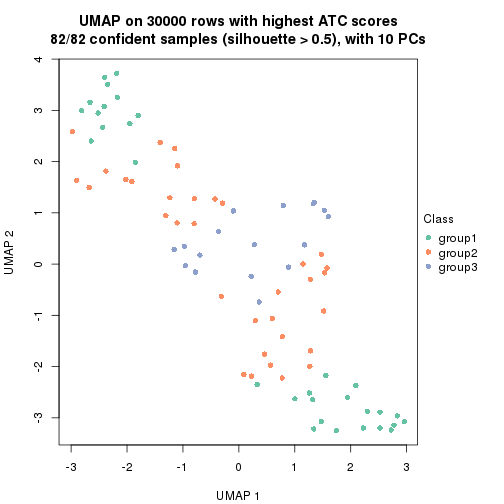 UMAP on 30000 rows with highest ATC scores
82/82 confident samples (silhouette > 0.5), with 10 PCs
4
3
2
1
0
-1
-2
-3
UMAP 2
-3
-2
-1
0
1
2
3
UMAP 1
Class
group1
group2
group3